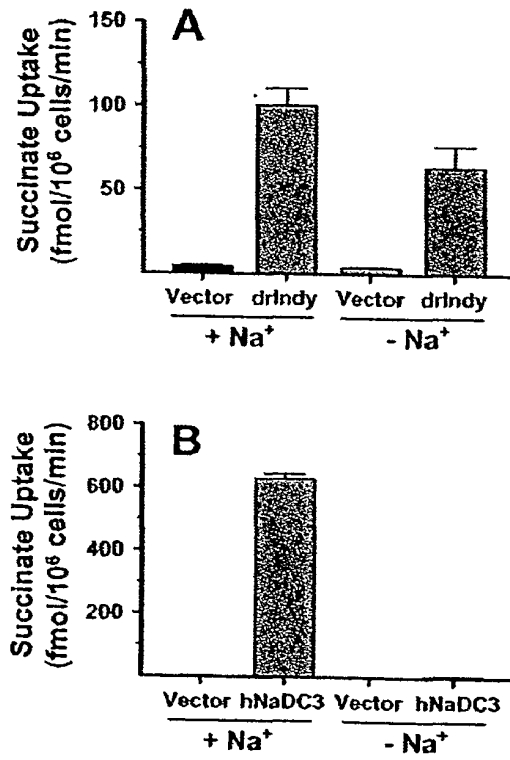 A
Succinate Uptake
(fmol/10⁶ cells/min)
150
100
50
Vector drIndy Vector drIndy
+ Na⁺ - Na⁺
B
Succinate Uptake
(fmol/10⁶ cells/min)
800
600
400
200
Vector hNaDC3 Vector hNaDC3
+ Na⁺ - Na⁺